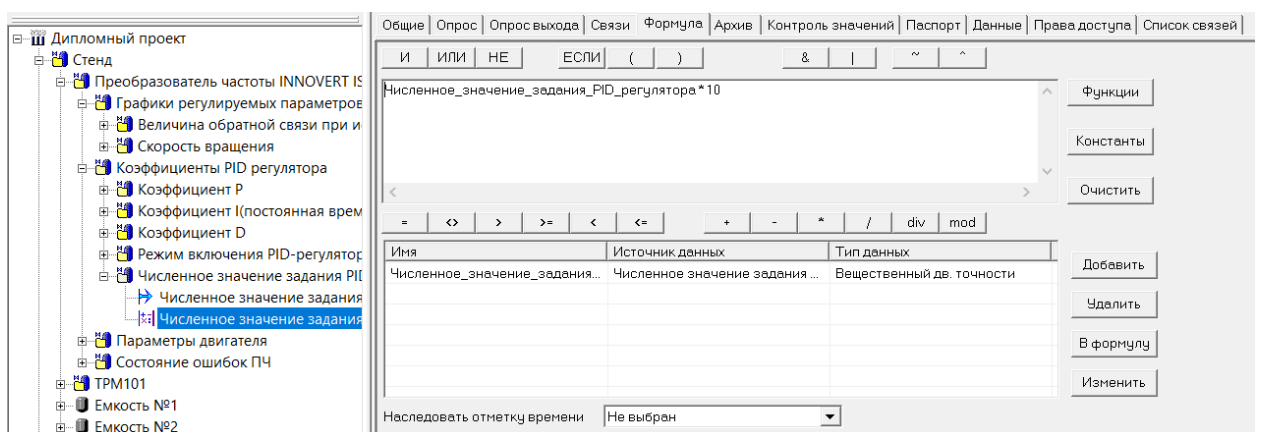 Дипломный проект
Стенд
Преобразователь частоты INNOVERT IS
Графики регулируемых параметров
Величина обратной связи при и
Скорость вращения
Коэффициенты PID регулятора
Коэффициент P
Коэффициент I(постоянная врем
Коэффициент D
Режим включения PID-регулятор
Численное значение задания PI
Численное значение задания
Численное значение задания
Параметры двигателя
Состояние ошибок ПЧ
ТРМ101
Емкость №1
Емкость №2
Общие Опрос Опрос выхода Связи Формула Архив Контроль значений Паспорт Данные Права доступа Список связей
И ИЛИ НЕ ЕСЛИ ( ) & | ~ ^
Численное_значение_задания_PID_регулятора*10
Функции
Константы
Очистить
= <> > >= < <= + - * / div mod
Имя Источник данных Тип данных
Численное_значение_задания... Численное значение задания ... Вещественный дв. точности
Добавить
Удалить
В формулу
Изменить
Наследовать отметку времени Не выбран